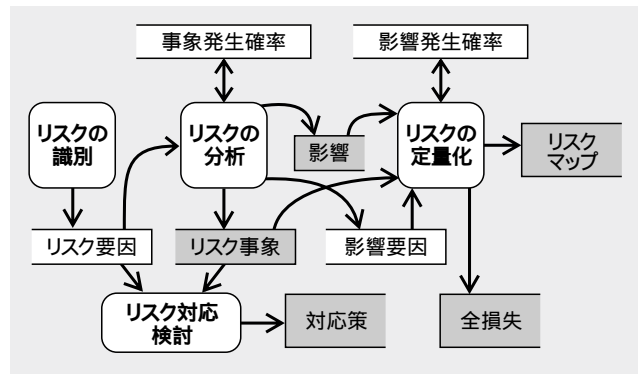 事象発生確率
影響発生確率
リスクの
識別
リスクの
分析
影響
リスクの
定量化
リスク
マップ
リスク要因
リスク事象
影響要因
リスク対応
検討
対応策
全損失